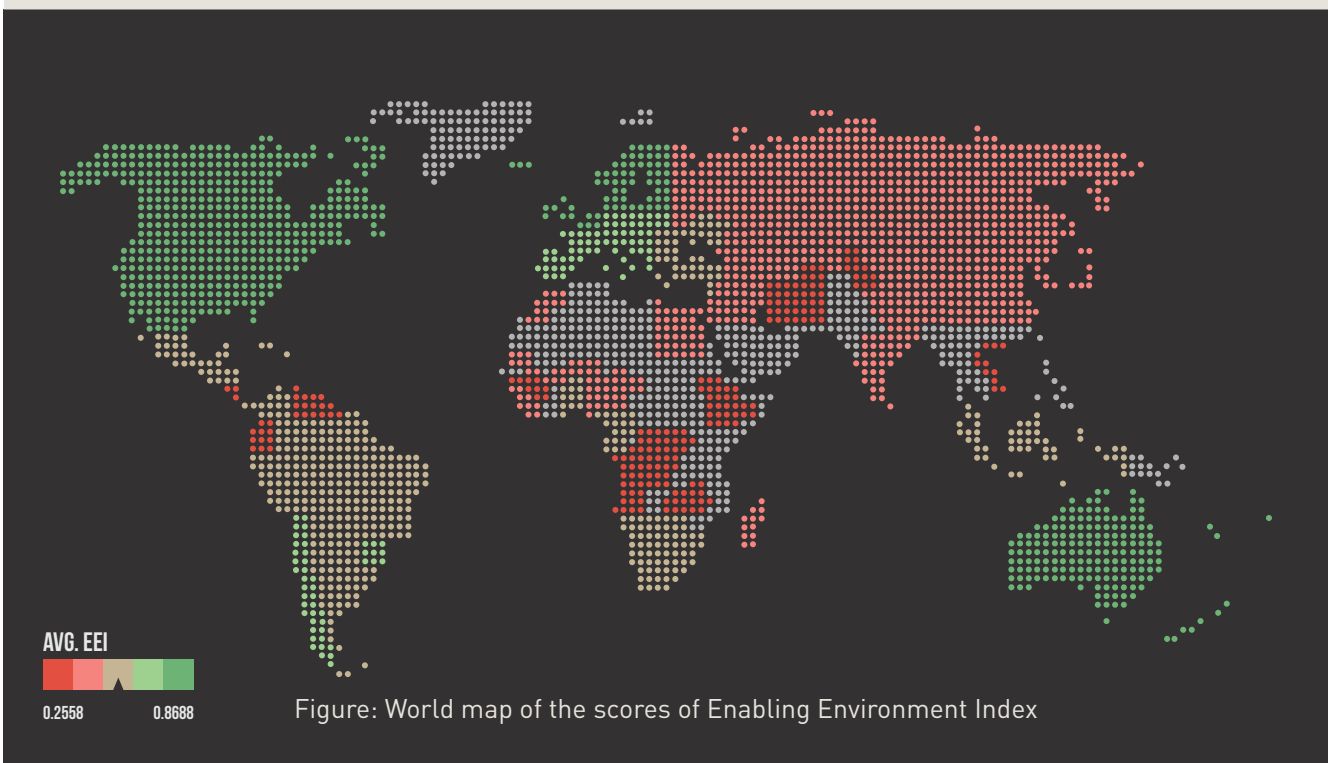 AVG. EEI
0.2558 0.8688
Figure: World map of the scores of Enabling Environment Index